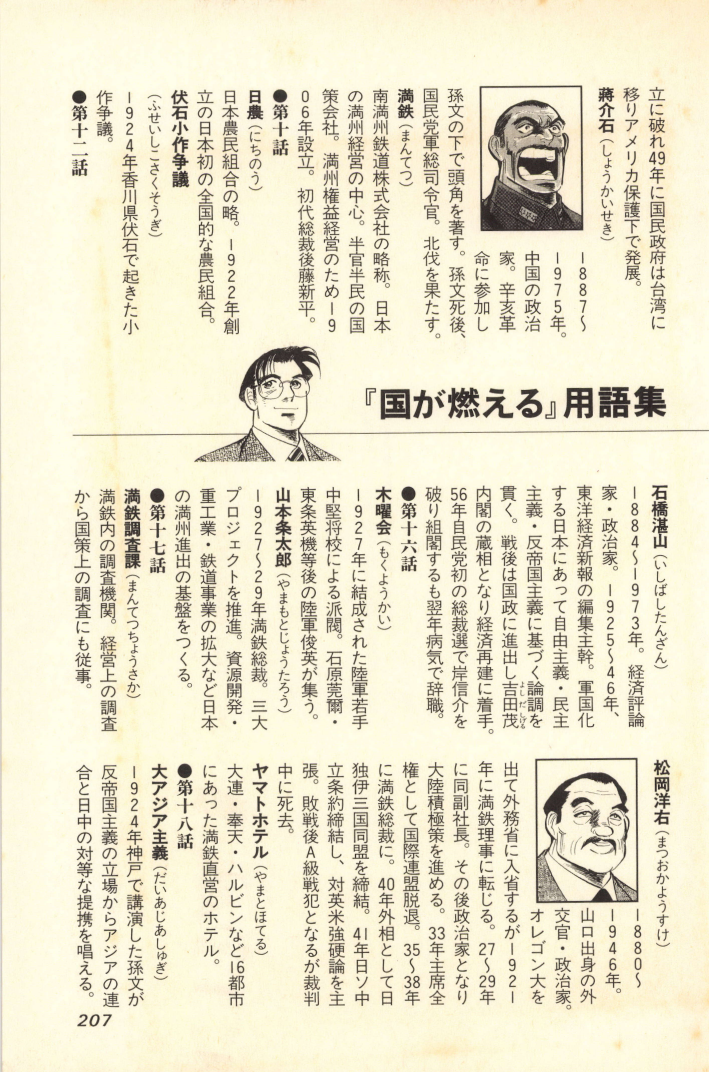 立に破れ49年に国民政府は台湾に
移りアメリカ保護下で発展。
蔣介石（しょうかいせき）
1887〜
1975年。
中国の政治
家。辛亥革
命に参加し
孫文の下で頭角を著す。孫文死後、
国民党軍総司令官。北伐を果たす。
満鉄（まんてつ）
南満州鉄道株式会社の略称。日本
の満州経営の中心。半官半民の国
策会社。満州権益経営のため19
06年設立。初代総裁後藤新平。
●第十話
日農（にちのう）
日本農民組合の略。1922年創
立の日本初の全国的な農民組合。
伏石小作争議
（ふせいしこさくそうぎ）
1924年香川県伏石で起きた小
作争議。
●第十二話
『国が燃える』用語集
石橋湛山（いしばしたんざん）
1884〜1973年。経済評論
家・政治家。1925〜46年、
東洋経済新報の編集主幹。軍国化
する日本にあって自由主義・民主
主義・反帝国主義に基づく論調を
貫く。戦後は国政に進出し吉田茂
よしだしげる
内閣の蔵相となり経済再建に着手。
56年自民党初の総裁選で岸信介を
破り組閣するも翌年病気で辞職。
●第十六話
木曜会（もくようかい）
1927年に結成された陸軍若手
中堅将校による派閥。石原莞爾・
東条英機等後の陸軍俊英が集う。
山本条太郎（やまもとじょうたろう）
1927〜29年満鉄総裁。三大
プロジェクトを推進。資源開発・
重工業・鉄道事業の拡大など日本
の満州進出の基盤をつくる。
●第十七話
満鉄調査課（まんてつちょうさか）
満鉄内の調査機関。経営上の調査
から国策上の調査にも従事。
松岡洋右（まつおかようすけ）
1880〜
1946年。
山口出身の外
交官・政治家。
オレゴン大を
出て外務省に入省するが1921
年に満鉄理事に転じる。27〜29年
に同副社長。その後政治家となり
大陸積極策を進める。33年主席全
権として国際連盟脱退。35〜38年
に満鉄総裁に。40年外相として日
独伊三国同盟を締結。41年日ソ中
立条約締結し、対英米強硬論を主
張。敗戦後A級戦犯となるが裁判
中に死去。
ヤマトホテル（やまとほてる）
大連・奉天・ハルビンなど16都市
にあった満鉄直営のホテル。
●第十八話
大アジア主義（だいあじあしゅぎ）
1924年神戸で講演した孫文が
反帝国主義の立場からアジアの連
合と日中の対等な提携を唱える。
207